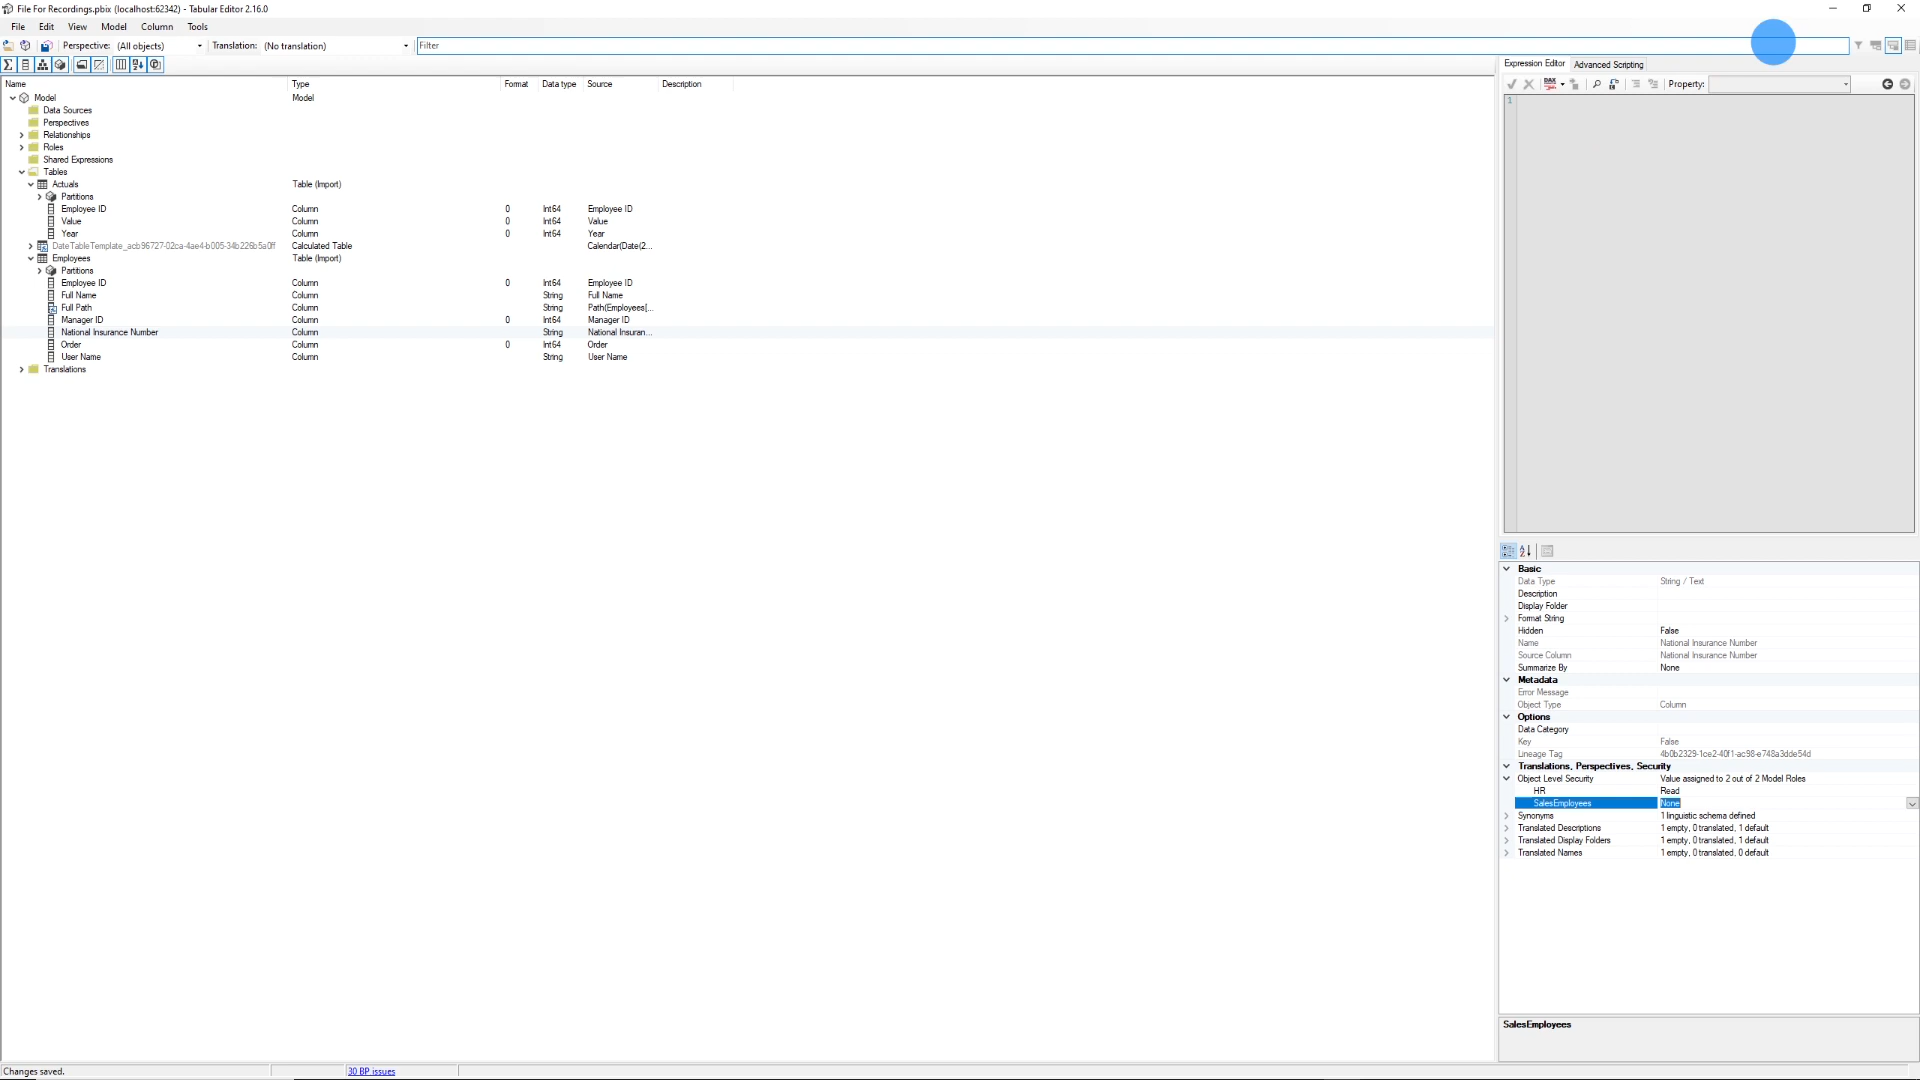 File For Recordings.pbix (localhost:62342) - Tabular Editor 2.16.0
File Edit View Model Column Tools
Perspective: (All objects) Translation: (No translation) Filter
Expression Editor Advanced Scripting
Name Type Format Data type Source Description
Property:
Model Model
1
Data Sources
Perspectives
Relationships
Roles
Shared Expressions
Tables
Actuals Table (Import)
Partitions
Employee ID Column 0 Int64 Employee ID
Value Column 0 Int64 Value
Year Column 0 Int64 Year
DateTableTemplate_acb96727-02ca-4ae4-b005-34b226b5a0ff Calculated Table Calendar(Date(2...
Employees Table (Import)
Partitions
Employee ID Column 0 Int64 Employee ID
Full Name Column String Full Name
Full Path Column String Path(Employees[...
Manager ID Column 0 Int64 Manager ID
National Insurance Number Column String National Insuran...
Order Column 0 Int64 Order
User Name Column String User Name
Translations
Basic
Data Type String / Text
Description
Display Folder
Format String
Hidden False
Name National Insurance Number
Source Column National Insurance Number
Summarize By None
Metadata
Error Message
Object Type Column
Options
Data Category
Key False
Lineage Tag 4b0b2329-1ce2-40f1-ac98-e748a3dde54d
Translations, Perspectives, Security
Object Level Security Value assigned to 2 out of 2 Model Roles
HR Read
SalesEmployees None
Synonyms 1 linguistic schema defined
Translated Descriptions 1 empty, 0 translated, 1 default
Translated Display Folders 1 empty, 0 translated, 1 default
Translated Names 1 empty, 0 translated, 0 default
SalesEmployees
Changes saved. 30 BP issues